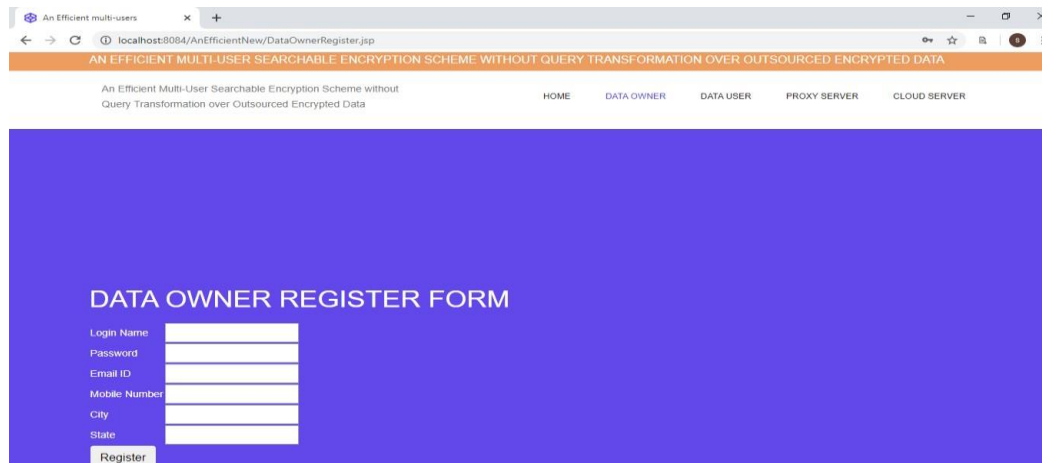 An Efficient multi-users
localhost:8084/AnEfficientNew/DataOwnerRegister.jsp
AN EFFICIENT MULTI-USER SEARCHABLE ENCRYPTION SCHEME WITHOUT QUERY TRANSFORMATION OVER OUTSOURCED ENCRYPTED DATA
An Efficient Multi-User Searchable Encryption Scheme without
Query Transformation over Outsourced Encrypted Data
HOME DATA OWNER DATA USER PROXY SERVER CLOUD SERVER
DATA OWNER REGISTER FORM
Login Name
Password
Email ID
Mobile Number
City
State
Register